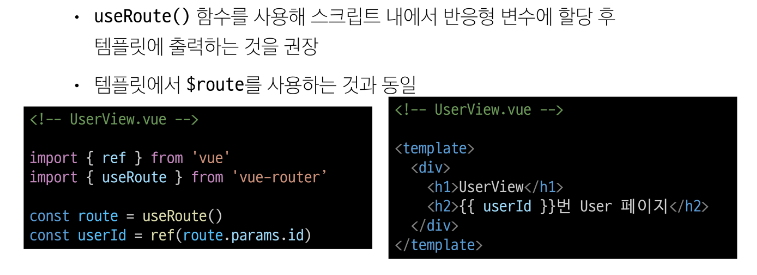 • useRoute() 함수를 사용해 스크립트 내에서 반응형 변수에 할당 후
템플릿에 출력하는 것을 권장
• 템플릿에서 $route를 사용하는 것과 동일
<!-- UserView.vue -->
import { ref } from 'vue'
import { useRoute } from 'vue-router’
const route = useRoute()
const userId = ref(route.params.id)
<!-- UserView.vue -->
<template>
  <div>
    <h1>UserView</h1>
    <h2>{{ userId }}번 User 페이지</h2>
  </div>
</template>